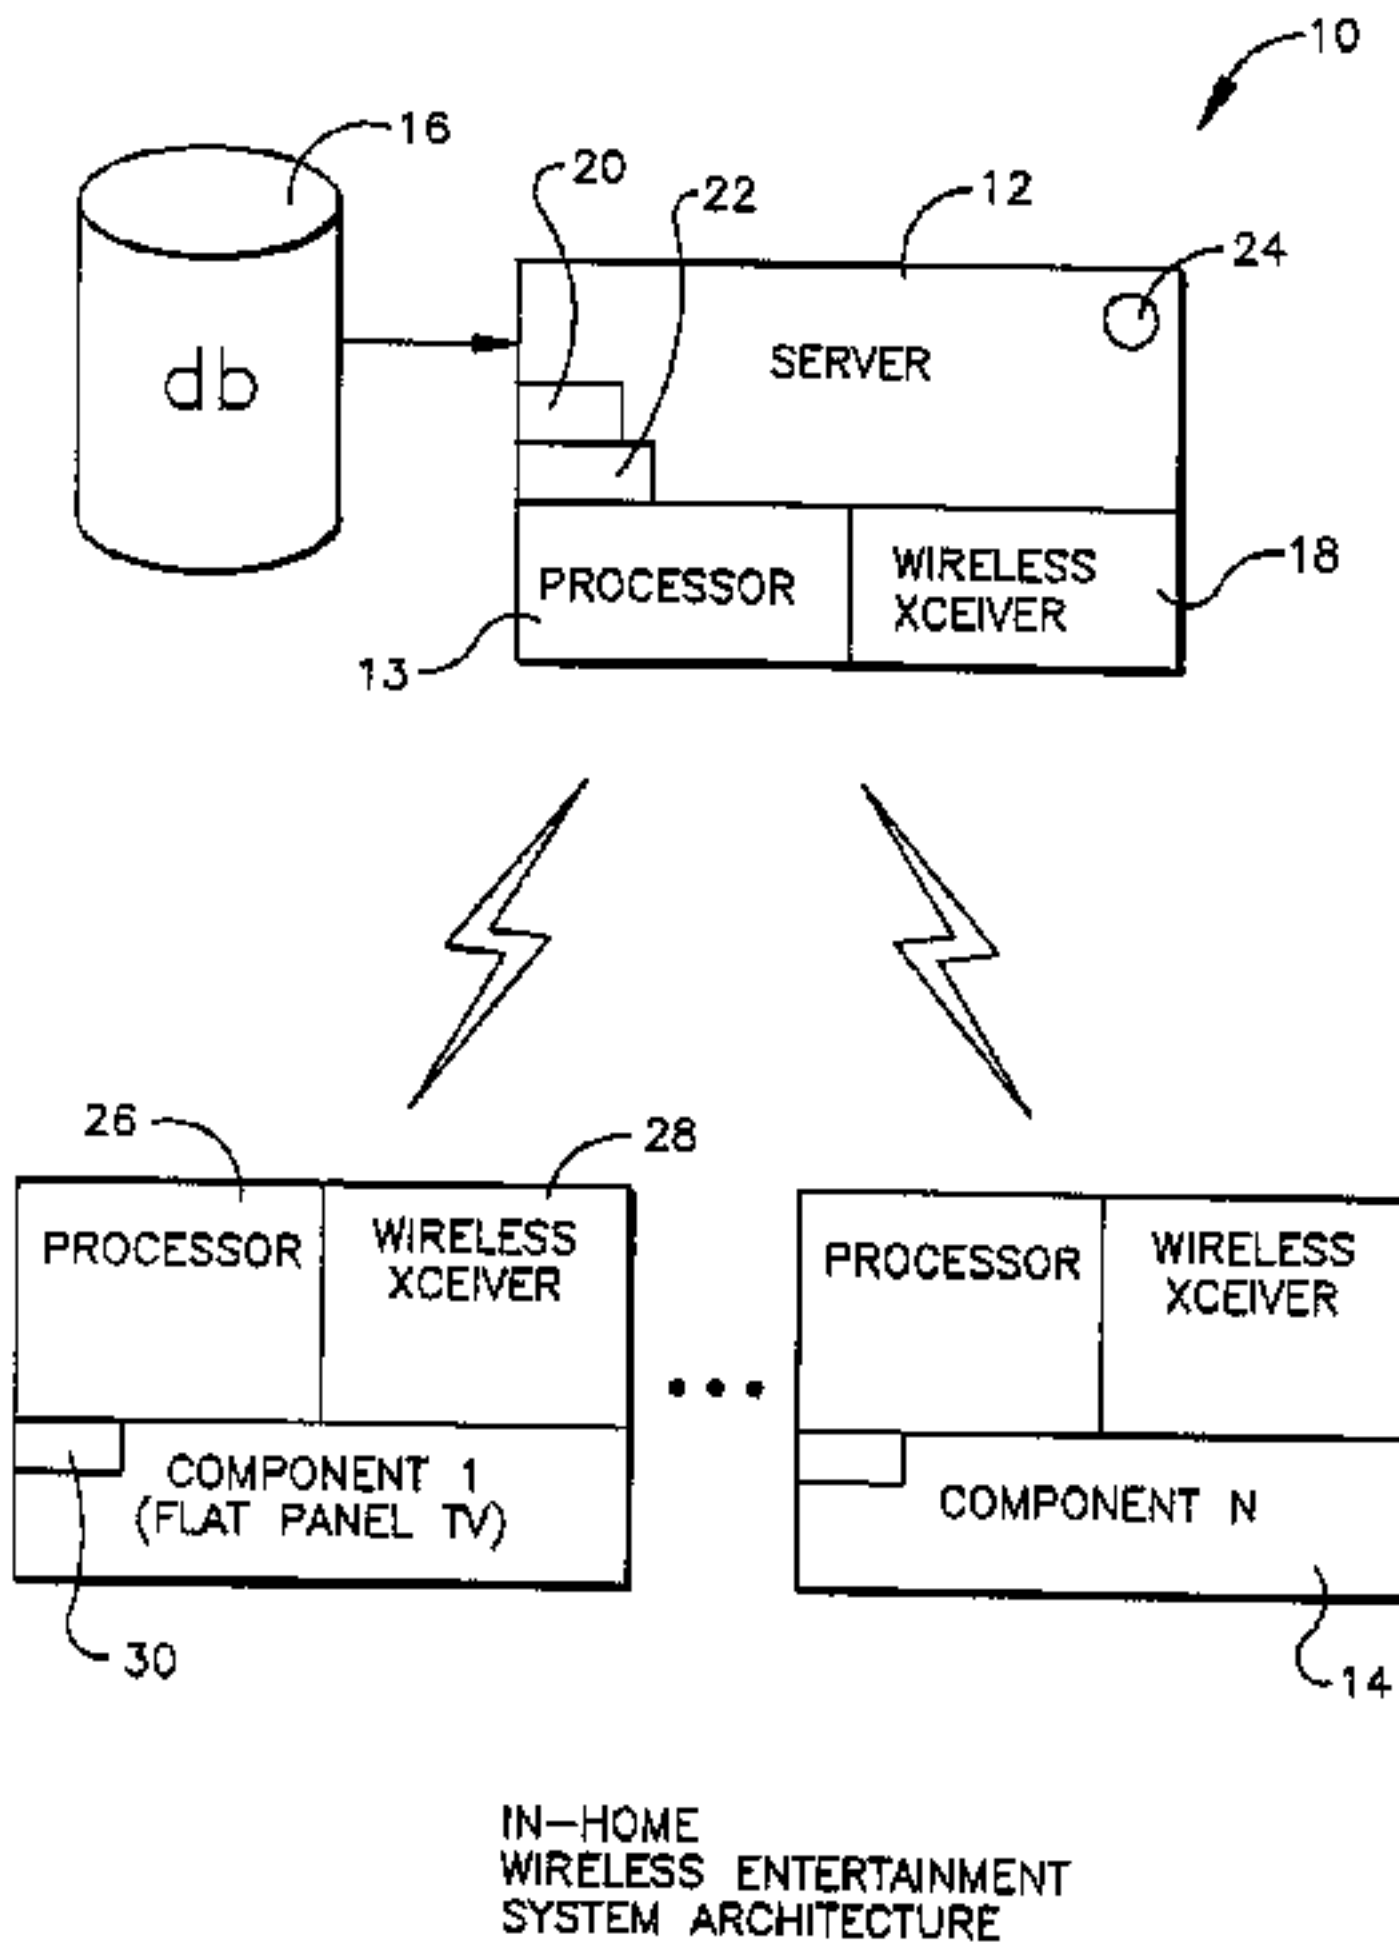 10
16
20
22
12
24
db
SERVER
PROCESSOR
WIRELESS
XCEIVER
18
13
26
28
PROCESSOR
WIRELESS
XCEIVER
PROCESSOR
WIRELESS
XCEIVER
COMPONENT 1
(FLAT PANEL TV)
COMPONENT N
30
14
IN-HOME
WIRELESS ENTERTAINMENT
SYSTEM ARCHITECTURE